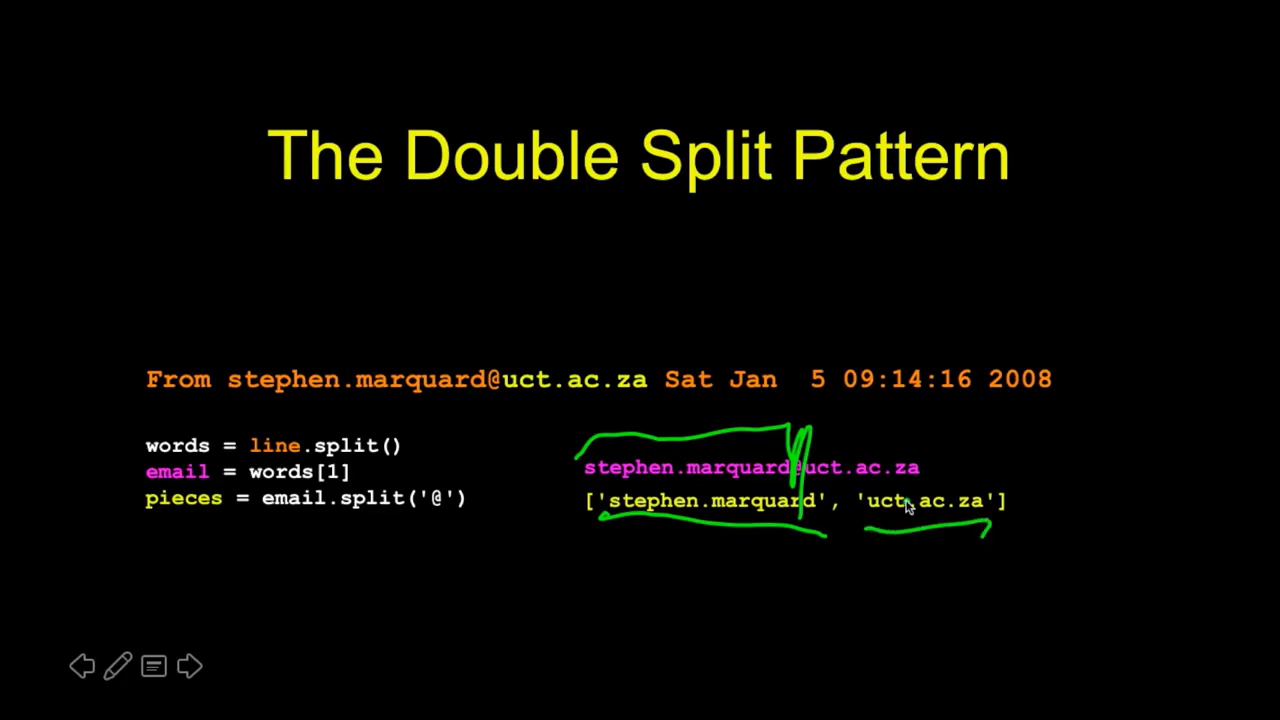 The Double Split Pattern
From stephen.marquard@uct.ac.za Sat Jan  5 09:14:16 2008
words = line.split()
email = words[1]
pieces = email.split('@')
stephen.marquard@uct.ac.za
['stephen.marquard', 'uct.ac.za']